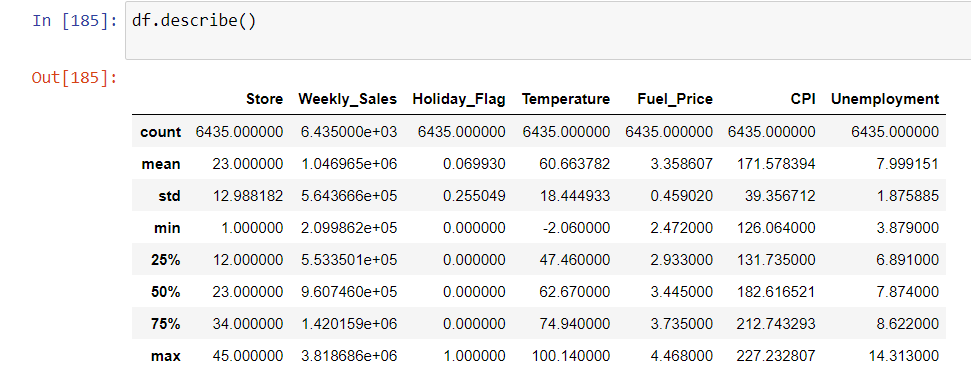 In [185]: df.describe()
Out[185]:
Store Weekly_Sales Holiday_Flag Temperature Fuel_Price CPI Unemployment
count 6435.000000 6.435000e+03 6435.000000 6435.000000 6435.000000 6435.000000 6435.000000
mean 23.000000 1.046965e+06 0.069930 60.663782 3.358607 171.578394 7.999151
std 12.988182 5.643666e+05 0.255049 18.444933 0.459020 39.356712 1.875885
min 1.000000 2.099862e+05 0.000000 -2.060000 2.472000 126.064000 3.879000
25% 12.000000 5.533501e+05 0.000000 47.460000 2.933000 131.735000 6.891000
50% 23.000000 9.607460e+05 0.000000 62.670000 3.445000 182.616521 7.874000
75% 34.000000 1.420159e+06 0.000000 74.940000 3.735000 212.743293 8.622000
max 45.000000 3.818686e+06 1.000000 100.140000 4.468000 227.232807 14.313000